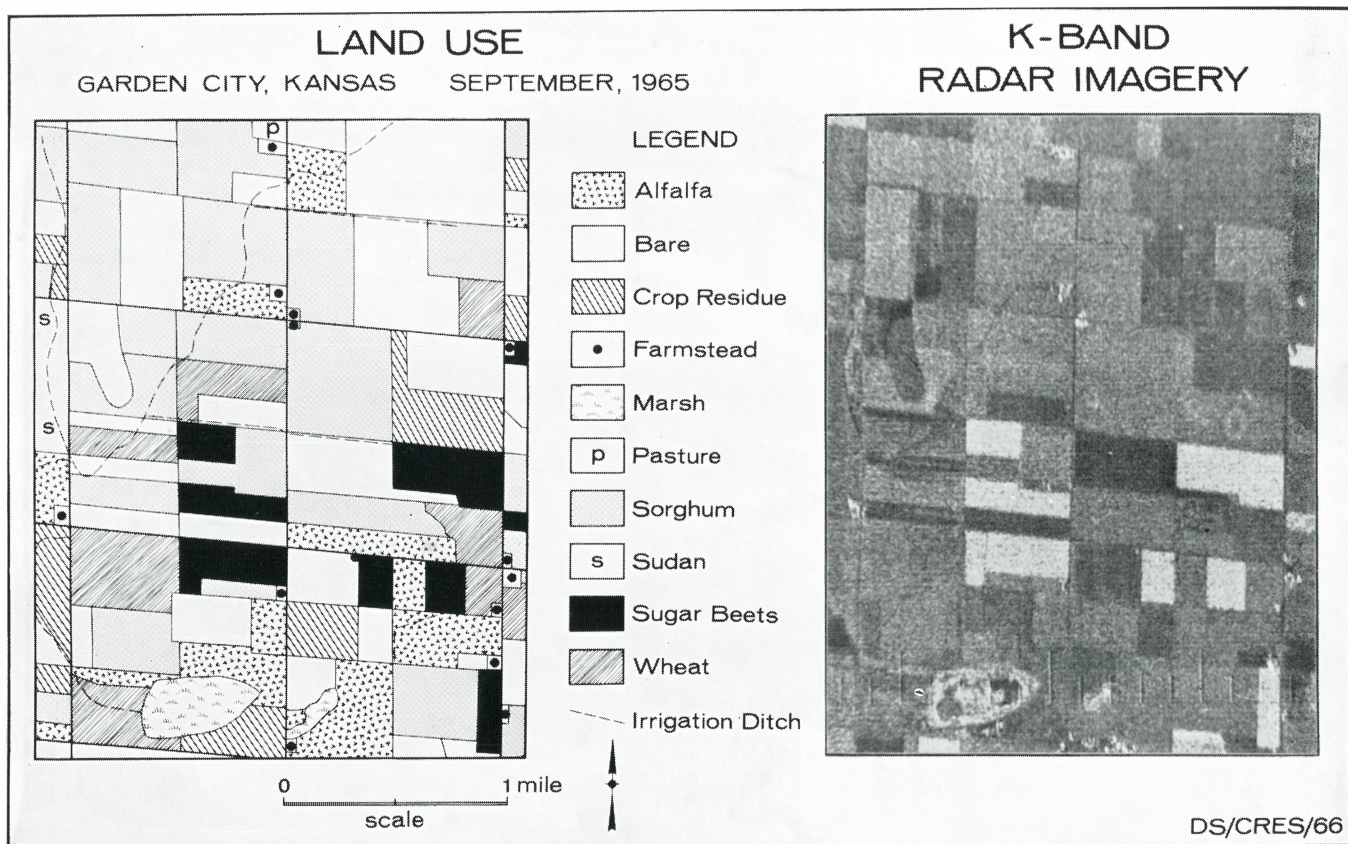 LAND USE
GARDEN CITY, KANSAS SEPTEMBER, 1965
K-BAND
RADAR IMAGERY
p
s
s
LEGEND
Alfalfa
Bare
Crop Residue
Farmstead
Marsh
p Pasture
Sorghum
s Sudan
Sugar Beets
Wheat
Irrigation Ditch
0 1 mile
scale
DS/CRES/66